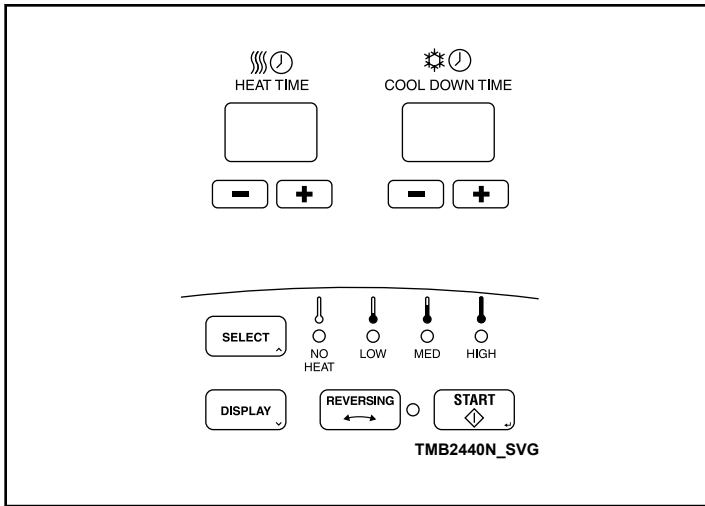 HEAT TIME
COOL DOWN TIME
SELECT
NO HEAT
LOW
MED
HIGH
DISPLAY
REVERSING
START
TMB2440N_SVG